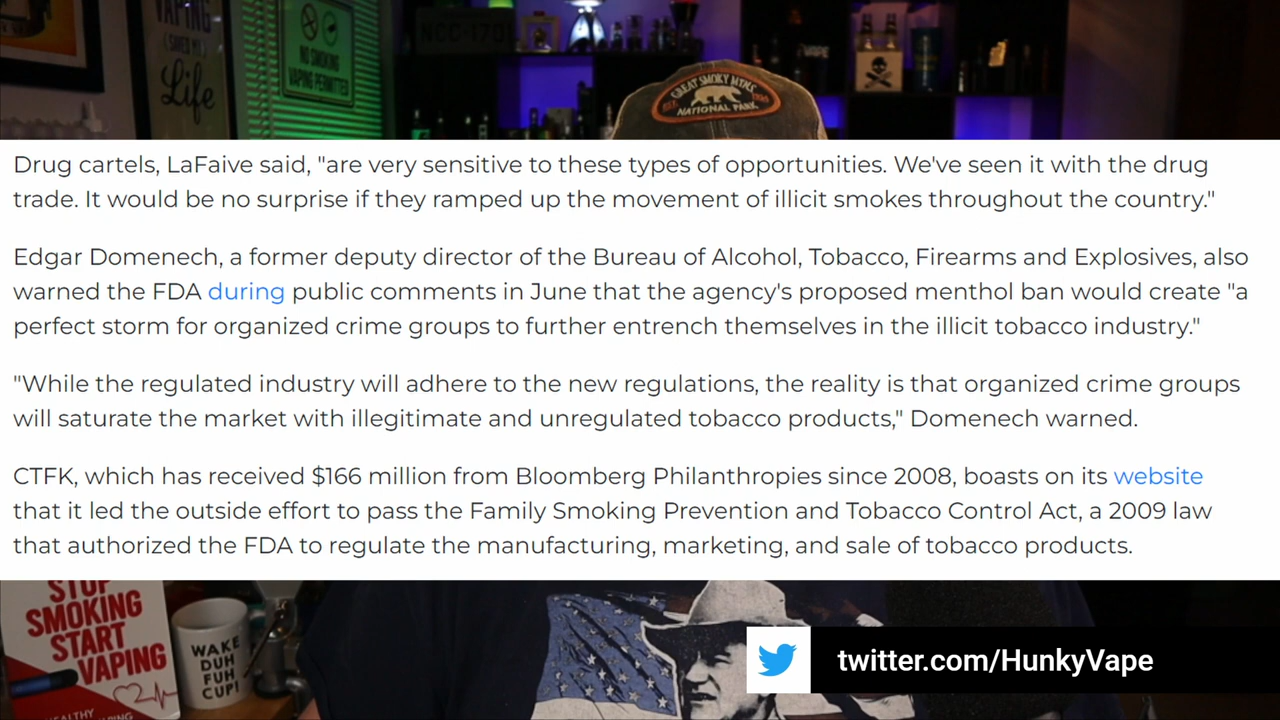 VAPING
(SAVED MY)
Life
NO SMOKING
VAPING PERMITTED
NCC-1701
VAPE
GREAT SMOKY MTNS
NATIONAL PARK
Drug cartels, LaFaive said, "are very sensitive to these types of opportunities. We've seen it with the drug
trade. It would be no surprise if they ramped up the movement of illicit smokes throughout the country."
Edgar Domenech, a former deputy director of the Bureau of Alcohol, Tobacco, Firearms and Explosives, also
warned the FDA during public comments in June that the agency's proposed menthol ban would create "a
perfect storm for organized crime groups to further entrench themselves in the illicit tobacco industry."
"While the regulated industry will adhere to the new regulations, the reality is that organized crime groups
will saturate the market with illegitimate and unregulated tobacco products," Domenech warned.
CTFK, which has received $166 million from Bloomberg Philanthropies since 2008, boasts on its website
that it led the outside effort to pass the Family Smoking Prevention and Tobacco Control Act, a 2009 law
that authorized the FDA to regulate the manufacturing, marketing, and sale of tobacco products.
STOP
SMOKING
START
VAPING
WAKE
DUH
FUH
CUP!
twitter.com/HunkyVape